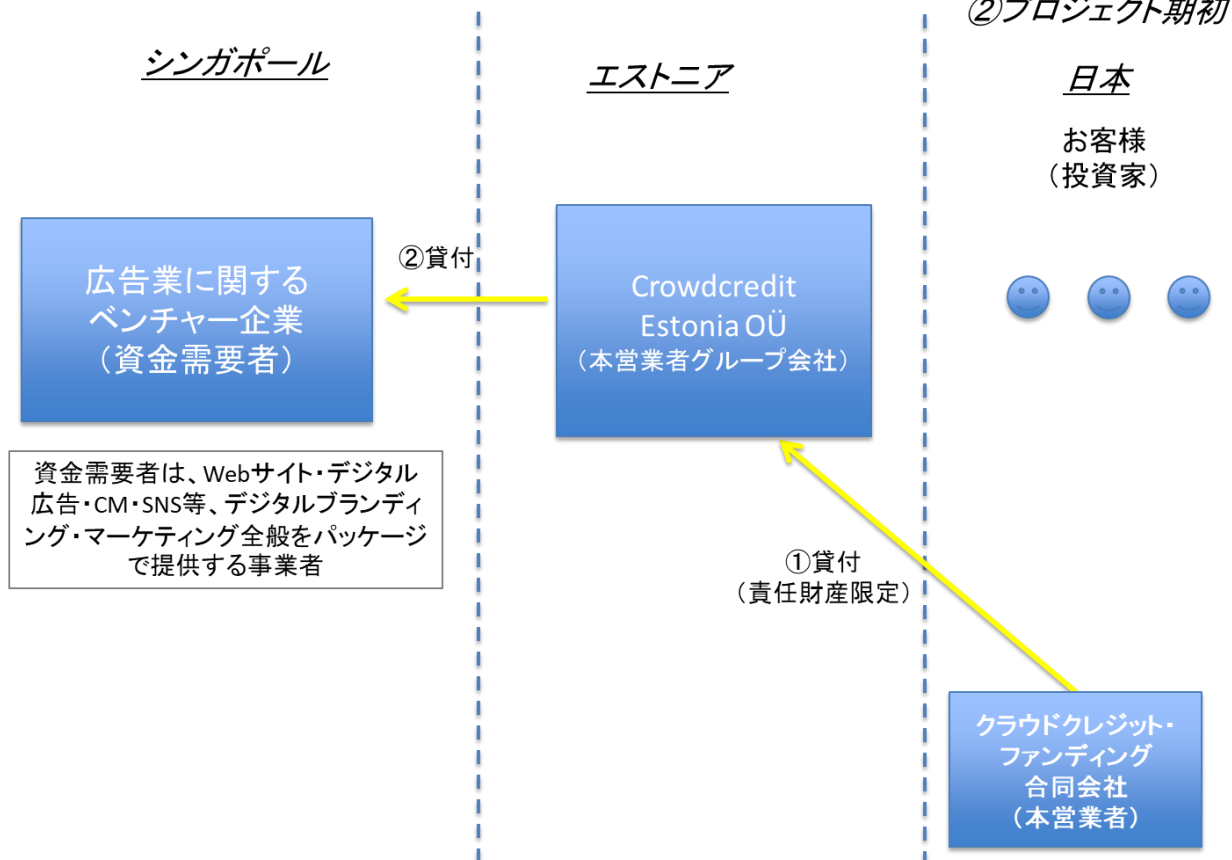 ②プロジェクト期初
シンガポール
エストニア
日本
お客様
（投資家）
広告業に関する
ベンチャー企業
（資金需要者）
②貸付
Crowdcredit
Estonia OÜ
（本営業者グループ会社）
資金需要者は、Webサイト・デジタル
広告・CM・SNS等、デジタルブランディ
ング・マーケティング全般をパッケージ
で提供する事業者
①貸付
（責任財産限定）
クラウドクレジット・
ファンディング
合同会社
（本営業者）